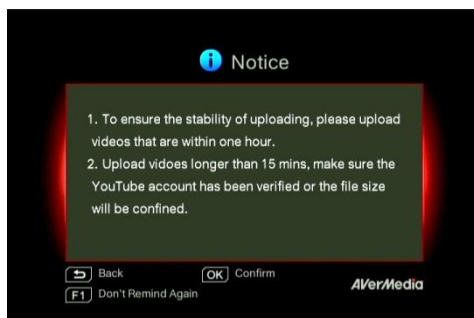 Notice
1. To ensure the stability of uploading, please upload
videos that are within one hour.
2. Upload vidoes longer than 15 mins, make sure the
YouTube account has been verified or the file size
will be confined.
Back
OK Confirm
F1 Don't Remind Again
AVerMedia